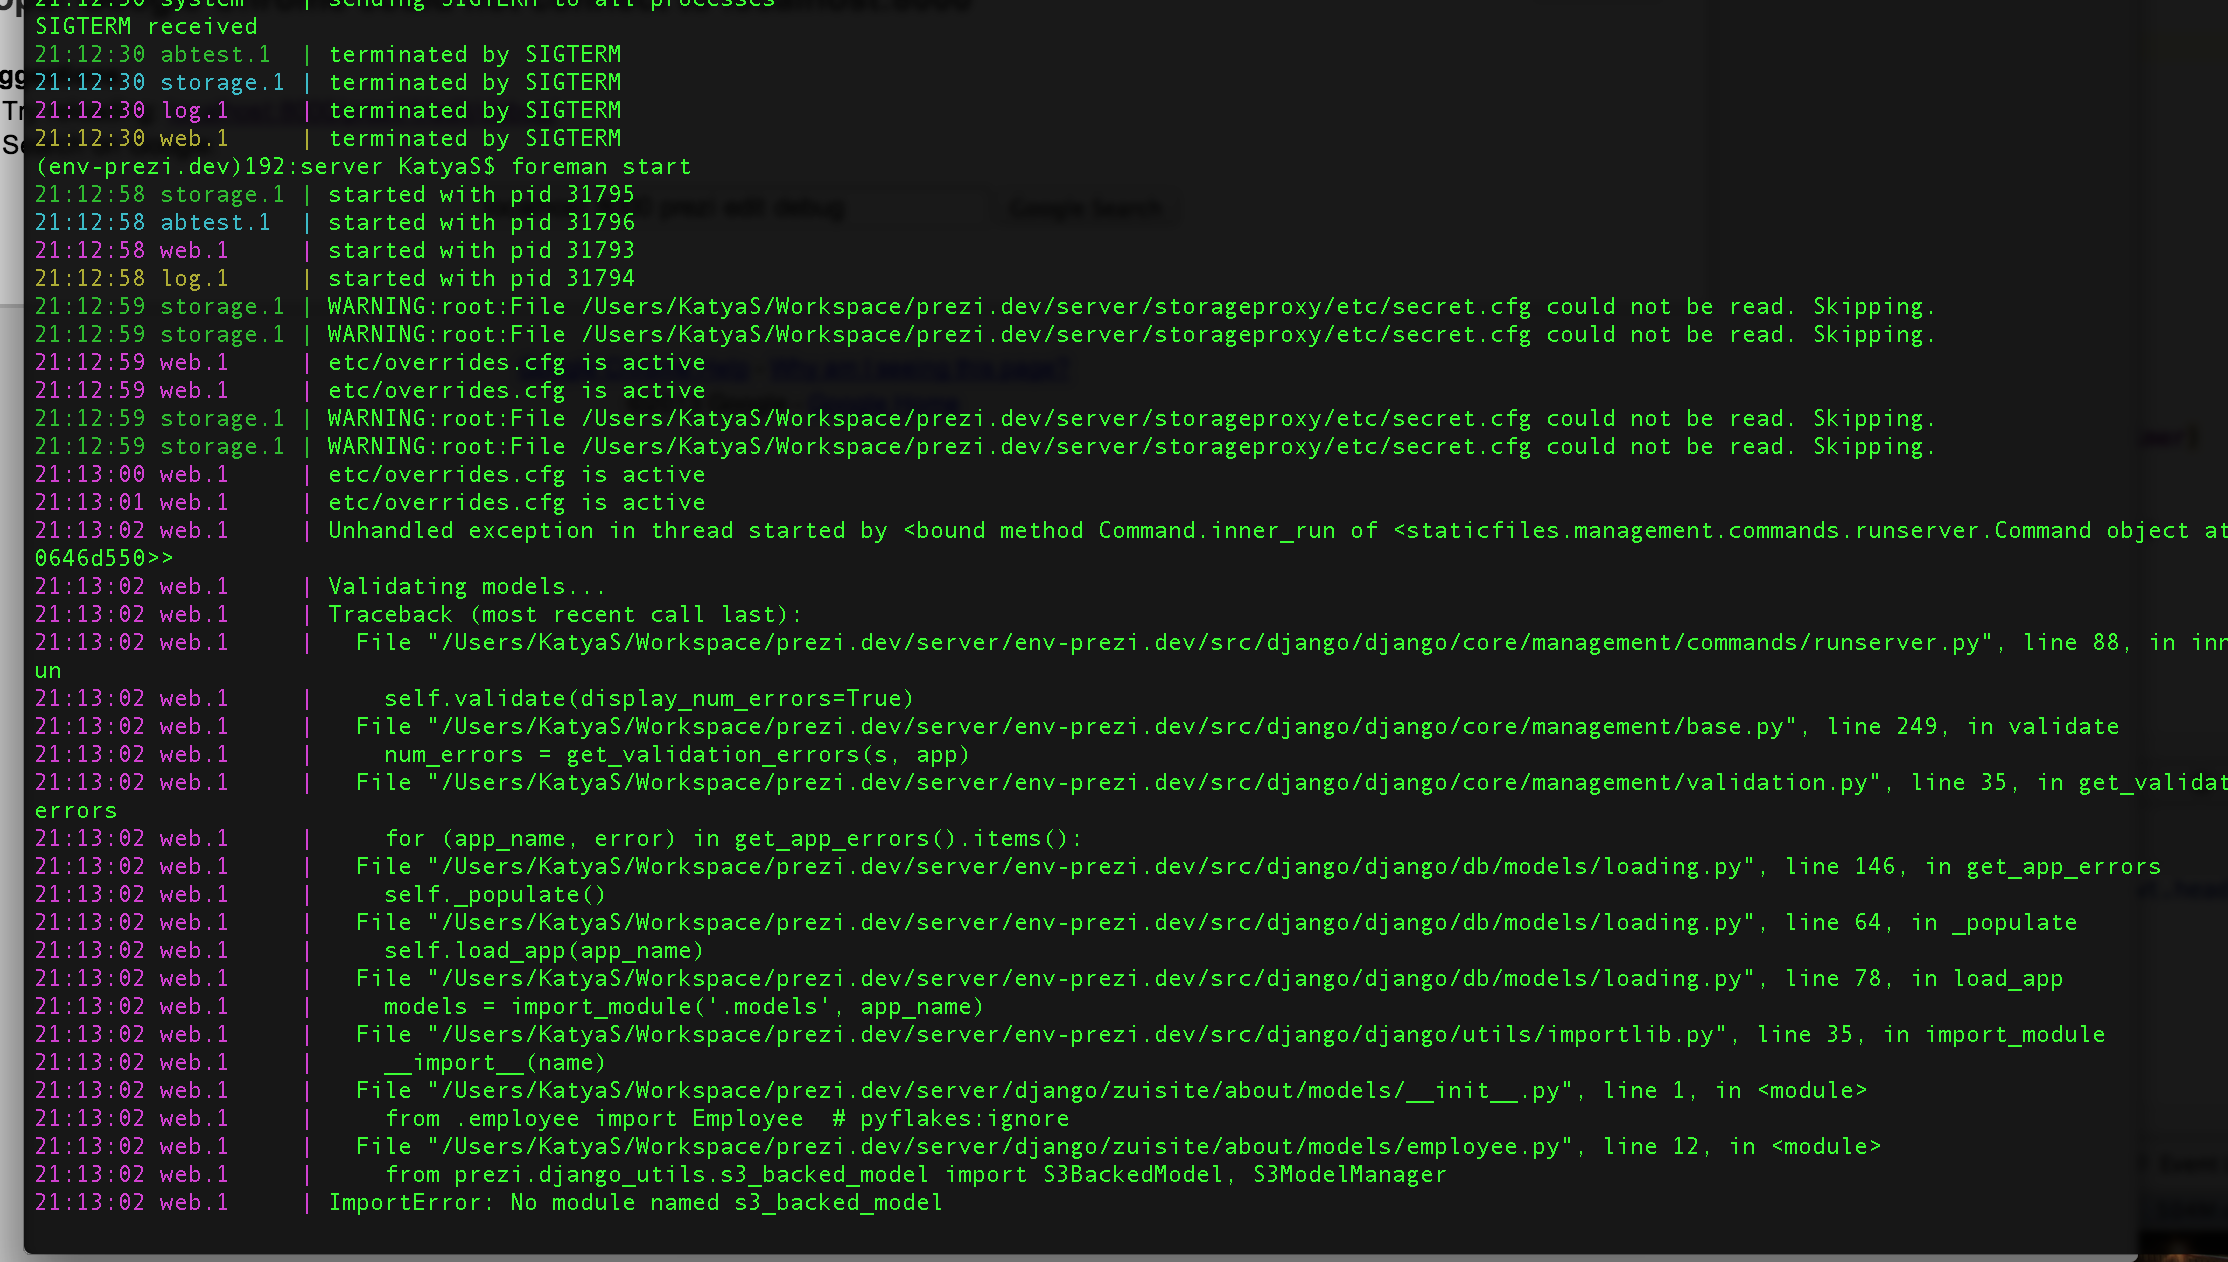 21:12:30 system    | sending SIGTERM to all processes
SIGTERM received
21:12:30 abtest.1  | terminated by SIGTERM
21:12:30 storage.1 | terminated by SIGTERM
21:12:30 log.1     | terminated by SIGTERM
21:12:30 web.1     | terminated by SIGTERM
(env-prezi.dev)192:server KatyaS$ foreman start
21:12:58 storage.1 | started with pid 31795
21:12:58 abtest.1  | started with pid 31796
21:12:58 web.1     | started with pid 31793
21:12:58 log.1     | started with pid 31794
21:12:59 storage.1 | WARNING:root:File /Users/KatyaS/Workspace/prezi.dev/server/storageproxy/etc/secret.cfg could not be read. Skipping.
21:12:59 storage.1 | WARNING:root:File /Users/KatyaS/Workspace/prezi.dev/server/storageproxy/etc/secret.cfg could not be read. Skipping.
21:12:59 web.1     | etc/overrides.cfg is active
21:12:59 web.1     | etc/overrides.cfg is active
21:12:59 storage.1 | WARNING:root:File /Users/KatyaS/Workspace/prezi.dev/server/storageproxy/etc/secret.cfg could not be read. Skipping.
21:12:59 storage.1 | WARNING:root:File /Users/KatyaS/Workspace/prezi.dev/server/storageproxy/etc/secret.cfg could not be read. Skipping.
21:13:00 web.1     | etc/overrides.cfg is active
21:13:01 web.1     | etc/overrides.cfg is active
21:13:02 web.1     | Unhandled exception in thread started by <bound method Command.inner_run of <staticfiles.management.commands.runserver.Command object at
0646d550>>
21:13:02 web.1     | Validating models...
21:13:02 web.1     | Traceback (most recent call last):
21:13:02 web.1     |   File "/Users/KatyaS/Workspace/prezi.dev/server/env-prezi.dev/src/django/django/core/management/commands/runserver.py", line 88, in inn
un
21:13:02 web.1     |     self.validate(display_num_errors=True)
21:13:02 web.1     |   File "/Users/KatyaS/Workspace/prezi.dev/server/env-prezi.dev/src/django/django/core/management/base.py", line 249, in validate
21:13:02 web.1     |     num_errors = get_validation_errors(s, app)
21:13:02 web.1     |   File "/Users/KatyaS/Workspace/prezi.dev/server/env-prezi.dev/src/django/django/core/management/validation.py", line 35, in get_validat
errors
21:13:02 web.1     |     for (app_name, error) in get_app_errors().items():
21:13:02 web.1     |   File "/Users/KatyaS/Workspace/prezi.dev/server/env-prezi.dev/src/django/django/db/models/loading.py", line 146, in get_app_errors
21:13:02 web.1     |     self._populate()
21:13:02 web.1     |   File "/Users/KatyaS/Workspace/prezi.dev/server/env-prezi.dev/src/django/django/db/models/loading.py", line 64, in _populate
21:13:02 web.1     |     self.load_app(app_name)
21:13:02 web.1     |   File "/Users/KatyaS/Workspace/prezi.dev/server/env-prezi.dev/src/django/django/db/models/loading.py", line 78, in load_app
21:13:02 web.1     |     models = import_module('.models', app_name)
21:13:02 web.1     |   File "/Users/KatyaS/Workspace/prezi.dev/server/env-prezi.dev/src/django/django/utils/importlib.py", line 35, in import_module
21:13:02 web.1     |     __import__(name)
21:13:02 web.1     |   File "/Users/KatyaS/Workspace/prezi.dev/server/django/zuisite/about/models/__init__.py", line 1, in <module>
21:13:02 web.1     |     from .employee import Employee  # pyflakes:ignore
21:13:02 web.1     |   File "/Users/KatyaS/Workspace/prezi.dev/server/django/zuisite/about/models/employee.py", line 12, in <module>
21:13:02 web.1     |     from prezi.django_utils.s3_backed_model import S3BackedModel, S3ModelManager
21:13:02 web.1     | ImportError: No module named s3_backed_model